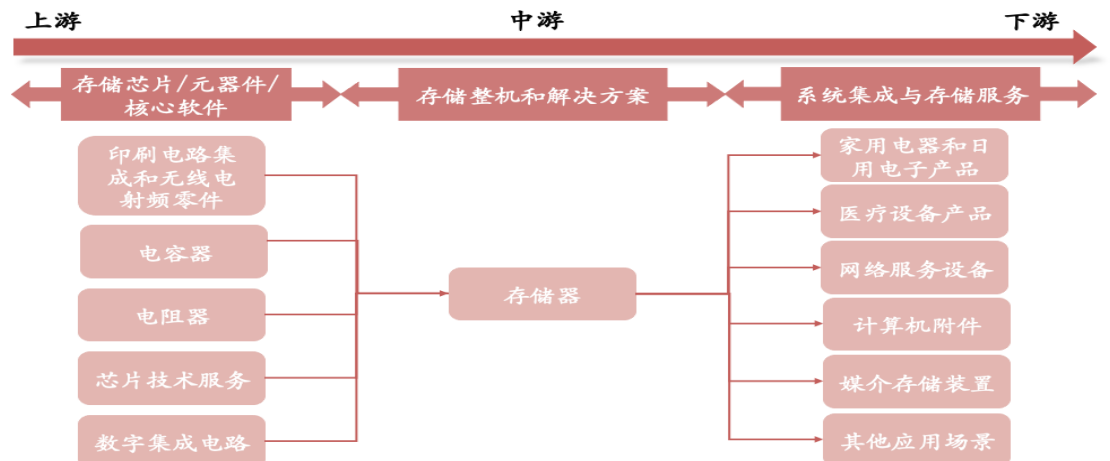 上游
中游
下游
存储芯片/元器件/
核心软件
存储整机和解决方案
系统集成与存储服务
印刷电路集
成和无线电
射频零件
电容器
电阻器
芯片技术服务
数字集成电路
存储器
家用电器和日
用电子产品
医疗设备产品
网络服务设备
计算机附件
媒介存储装置
其他应用场景